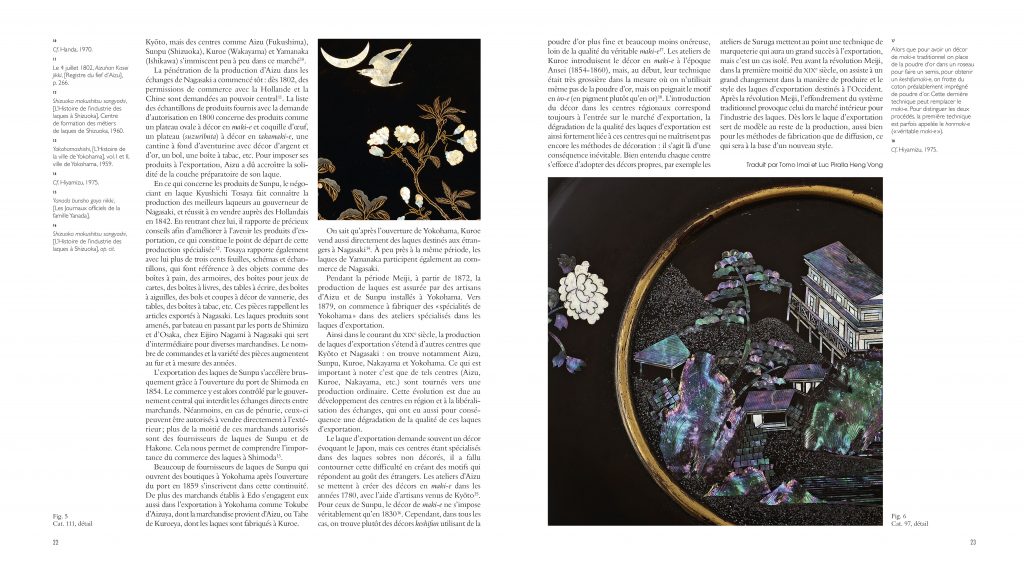 10
Cf. Handa, 1970.
11
Le 4 juillet 1802, Aizuhan Kasei
jikki, [Registre du fief d'Aizu],
p. 266.
12
Shizuoka mokushitsu sangyoshi,
[L'Histoire de l'industrie des
laques à Shizuoka], Centre
de formation des métiers
de laques de Shizuoka, 1960.
13
Yokohamashishi, [L'Histoire de
la ville de Yokohama], vol.I et II,
ville de Yokohama, 1959.
14
Cf. Hiyamizu, 1975.
15
Yanada bunsho goyo nikki,
[Les Journaux officiels de la
famille Yanada].
16
Shizuoka mokushitsu sangyoshi,
[L'Histoire de l'industrie des
laques à Shizuoka], op. cit.
Kyōto, mais des centres comme Aizu (Fukushima),
Sunpu (Shizuoka), Kuroe (Wakayama) et Yamanaka
(Ishikawa) s'immiscent peu à peu dans ce marché
La pénétration de la production d'Aizu dans les
échanges de Nagasaki a commencé tôt : dès 1802, des
permissions de commerce avec la Hollande et la
Chine sont demandées au pouvoir central
. La liste
des échantillons de produits fournis avec la demande
d'autorisation en 1800 concerne des produits comme
un plateau ovale à décor en maki-e et coquille d'œuf,
un plateau (suzuributa) à décor en takamaki-e, une
cantine à fond d'aventurine avec décor d'argent et
d'or, un bol, une boîte à tabac, etc. Pour imposer ses
produits à l'exportation, Aizu a dû accroître la soli-
dité de la couche préparatoire de son laque.
En ce qui concerne les produits de Sunpu, le négo-
ciant en laque Kyushichi Tosaya fait connaître la
production des meilleurs laqueurs au gouverneur de
Nagasaki, et réussit à en vendre auprès des Hollandais
en 1842. En rentrant chez lui, il rapporte de précieux
conseils afin d'améliorer à l'avenir les produits d'ex-
portation, ce qui constitue le point de départ de cette
production spécialisée12. Tosaya rapporte également
avec lui plus de trois cents feuilles, schémas et échan-
tillons, qui font référence à des objets comme des
boîtes à pain, des armoires, des boîtes pour jeux de
cartes, des boîtes à livres, des tables à écrire, des boîtes
à aiguilles, des bols et coupes à décor de vannerie, des
tables, des boîtes à tabac, etc. Ces pièces rappellent les
articles exportés à Nagasaki. Les laques produits sont
amenés, par bateau en passant par les ports de Shimizu
et d'Osaka, chez Eijiro Nagami à Nagasaki qui sert
d'intermédiaire pour diverses marchandises. Le nom-
bre de commandes et la variété des pièces augmentent
au fur et à mesure des années.
L'exportation des laques de Sunpu s'accélère brus-
quement grâce à l'ouverture du port de Shimoda en
1854. Le commerce y est alors contrôlé par le gouver-
nement central qui interdit les échanges directs entre
marchands. Néanmoins, en cas de pénurie, ceux-ci
peuvent être autorisés à vendre directement à l'exté-
rieur ; plus de la moitié de ces marchands autorisés
sont des fournisseurs de laques de Sunpu et de
Hakone. Cela nous permet de comprendre l'impor-
tance du commerce des laques à Shimoda13.
Beaucoup de fournisseurs de laques de Sunpu qui
ouvrent des boutiques à Yokohama après l'ouverture
du port en 1859 s'inscrivent dans cette continuité.
De plus des marchands établis à Edo s'engagent eux
aussi dans l'exportation à Yokohama comme Tokube
d'Aizuya, dont la marchandise provient d'Aizu, ou Tahe
de Kuroeya, dont les laques sont fabriqués à Kuroe.
On sait qu'après l'ouverture de Yokohama, Kuroe
vend aussi directement des laques destinés aux étran-
gers à Nagasaki14. À peu près à la même période, les
laques de Yamanaka participent également au com-
merce de Nagasaki.
Pendant la période Meiji, à partir de 1872, la
production de laques est assurée par des artisans
d'Aizu et de Sunpu installés à Yokohama. Vers
1879, on commence à fabriquer des « spécialités de
Yokohama » dans des ateliers spécialisés dans les
laques d'exportation.
Ainsi dans le courant du XIXe siècle, la production
de laques d'exportation s'étend à d'autres centres que
Kyōto et Nagasaki : on trouve notamment Aizu,
Sunpu, Kuroe, Nakayama et Yokohama. Ce qui est
important à noter c'est que de tels centres (Aizu,
Kuroe, Nakayama, etc.) sont tournés vers une
production ordinaire. Cette évolution est due au
développement des centres en région et à la libérali-
sation des échanges, qui ont eu aussi pour consé-
quence une dégradation de la qualité de ces laques
d'exportation.
Le laque d'exportation demande souvent un décor
évoquant le Japon, mais ces centres étant spécialisés
dans des laques sobres non décorés, il a fallu
contourner cette difficulté en créant des motifs qui
répondent au goût des étrangers. Les ateliers d'Aizu
se mettent à créer des décors en maki-e dans les
années 1780, avec l'aide d'artisans venus de Kyōto15.
Pour ceux de Sunpu, le décor de maki-e ne s'impose
véritablement qu'en 183016. Cependant, dans tous les
cas, on trouve plutôt des décors keshifun utilisant de la
Fig. 5
Cat. 111, détail
22
poudre d'or plus fine et beaucoup moins onéreuse,
loin de la qualité du véritable maki-e17. Les ateliers de
Kuroe introduisent le décor en maki-e à l'époque
Ansei (1854-1860), mais, au début, leur technique
était très grossière dans la mesure où on n'utilisait
même pas de la poudre d'or, mais on peignait le motif
en iro-e (en pigment plutôt qu'en or)18. L'introduction
du décor dans les centres régionaux correspond
toujours à l'entrée sur le marché d'exportation, la
dégradation de la qualité des laques d'exportation est
ainsi fortement liée à ces centres qui ne maîtrisent pas
encore les méthodes de décoration : il s'agit là d'une
conséquence inévitable. Bien entendu chaque centre
s'efforce d'adopter des décors propres, par exemple les
ateliers de Suruga mettent au point une technique de
marqueterie qui aura un grand succès à l'exportation,
mais c'est un cas isolé. Peu avant la révolution Meiji,
dans la première moitié du XIXe siècle, on assiste à un
grand changement dans la manière de produire et le
style des laques d'exportation destinés à l'Occident.
Après la révolution Meiji, l'effondrement du système
traditionnel provoque celui du marché intérieur pour
l'industrie des laques. Dès lors le laque d'exportation
sert de modèle au reste de la production, aussi bien
pour les méthodes de fabrication que de diffusion, ce
qui sera à la base d'un nouveau style.
Traduit par Tomo Imai et Luc Piralla Heng Vong
17
Alors que pour avoir un décor
de maki-e traditionnel on place
de la poudre d'or dans un roseau
pour faire un semis, pour obtenir
un keshifunmaki-e, on frotte du
coton préalablement imprégné
de poudre d'or. Cette dernière
technique peut remplacer le
maki-e. Pour distinguer les deux
procédés, la première technique
est parfois appelée le honmaki-e
(«véritable maki-e»).
18
Cf. Hiyamizu, 1975.
Fig. 6
Cat. 97, détail
23